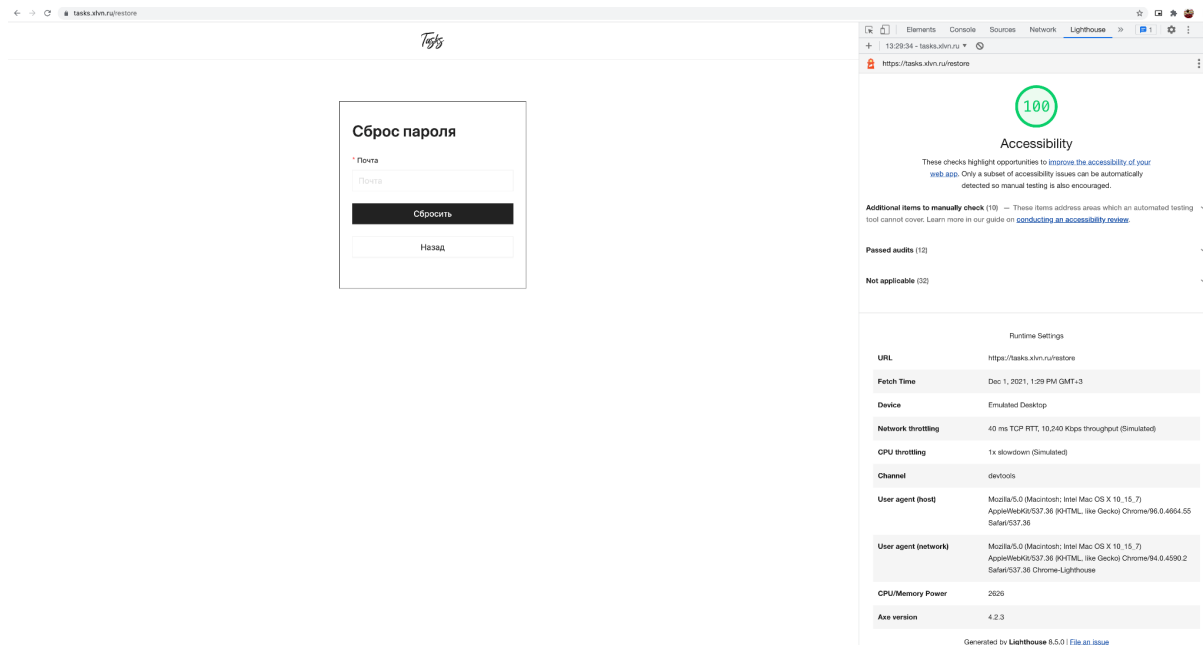 tasks.xlvn.ru/restore
Tasks
Сброс пароля
* Почта
Почта
Сбросить
Назад
Elements Console Sources Network Lighthouse » 1
+ 13:29:34 - tasks.xlvn.ru ▼
https://tasks.xlvn.ru/restore
100
Accessibility
These checks highlight opportunities to improve the accessibility of your
web app. Only a subset of accessibility issues can be automatically
detected so manual testing is also encouraged.
Additional items to manually check (10) — These items address areas which an automated testing
tool cannot cover. Learn more in our guide on conducting an accessibility review.
Passed audits (12)
Not applicable (32)
Runtime Settings
URL https://tasks.xlvn.ru/restore
Fetch Time Dec 1, 2021, 1:29 PM GMT+3
Device Emulated Desktop
Network throttling 40 ms TCP RTT, 10,240 Kbps throughput (Simulated)
CPU throttling 1x slowdown (Simulated)
Channel devtools
User agent (host) Mozilla/5.0 (Macintosh; Intel Mac OS X 10_15_7)
AppleWebKit/537.36 (KHTML, like Gecko) Chrome/96.0.4664.55
Safari/537.36
User agent (network) Mozilla/5.0 (Macintosh; Intel Mac OS X 10_15_7)
AppleWebKit/537.36 (KHTML, like Gecko) Chrome/94.0.4590.2
Safari/537.36 Chrome-Lighthouse
CPU/Memory Power 2626
Axe version 4.2.3
Generated by Lighthouse 8.5.0 | File an issue